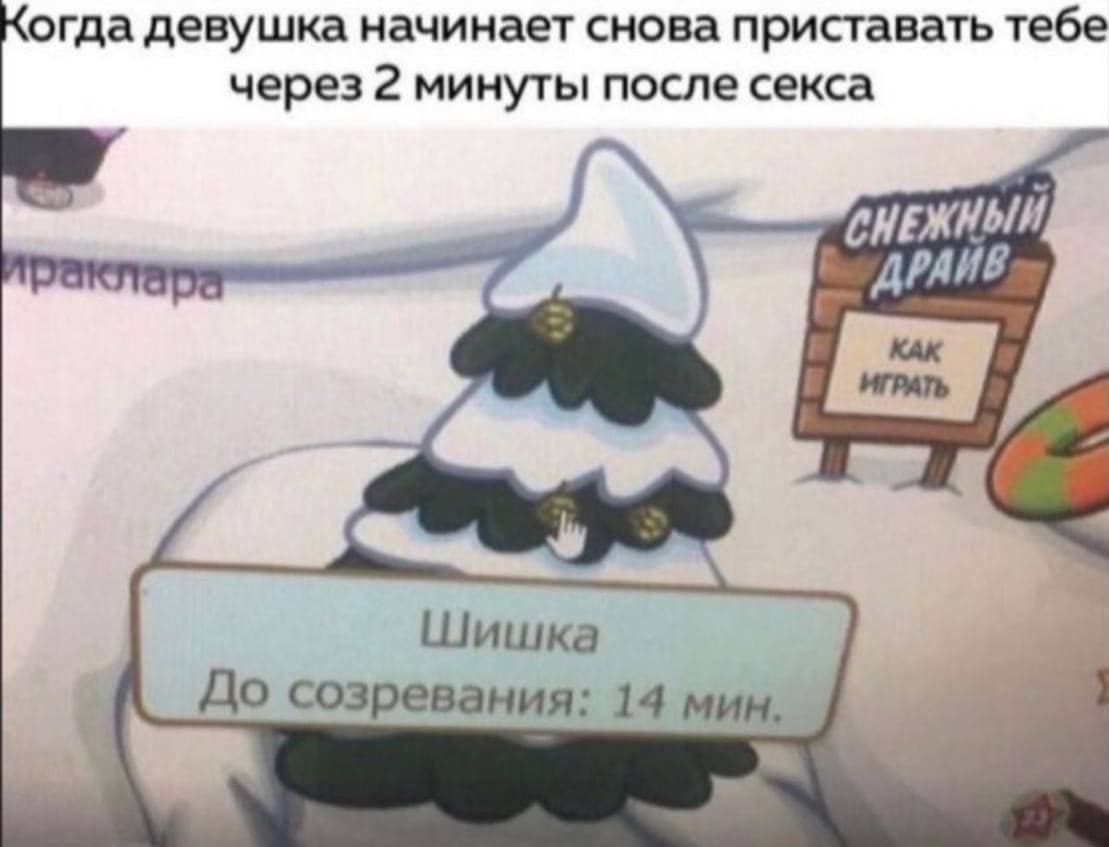 Когда девушка начинает снова приставать тебе
через 2 минуты после секса
СНЕЖНЫЙ
ДРАЙВ
ираклара
КАК
ИГРАТЬ
Шишка
До созревания: 14 мин.
23